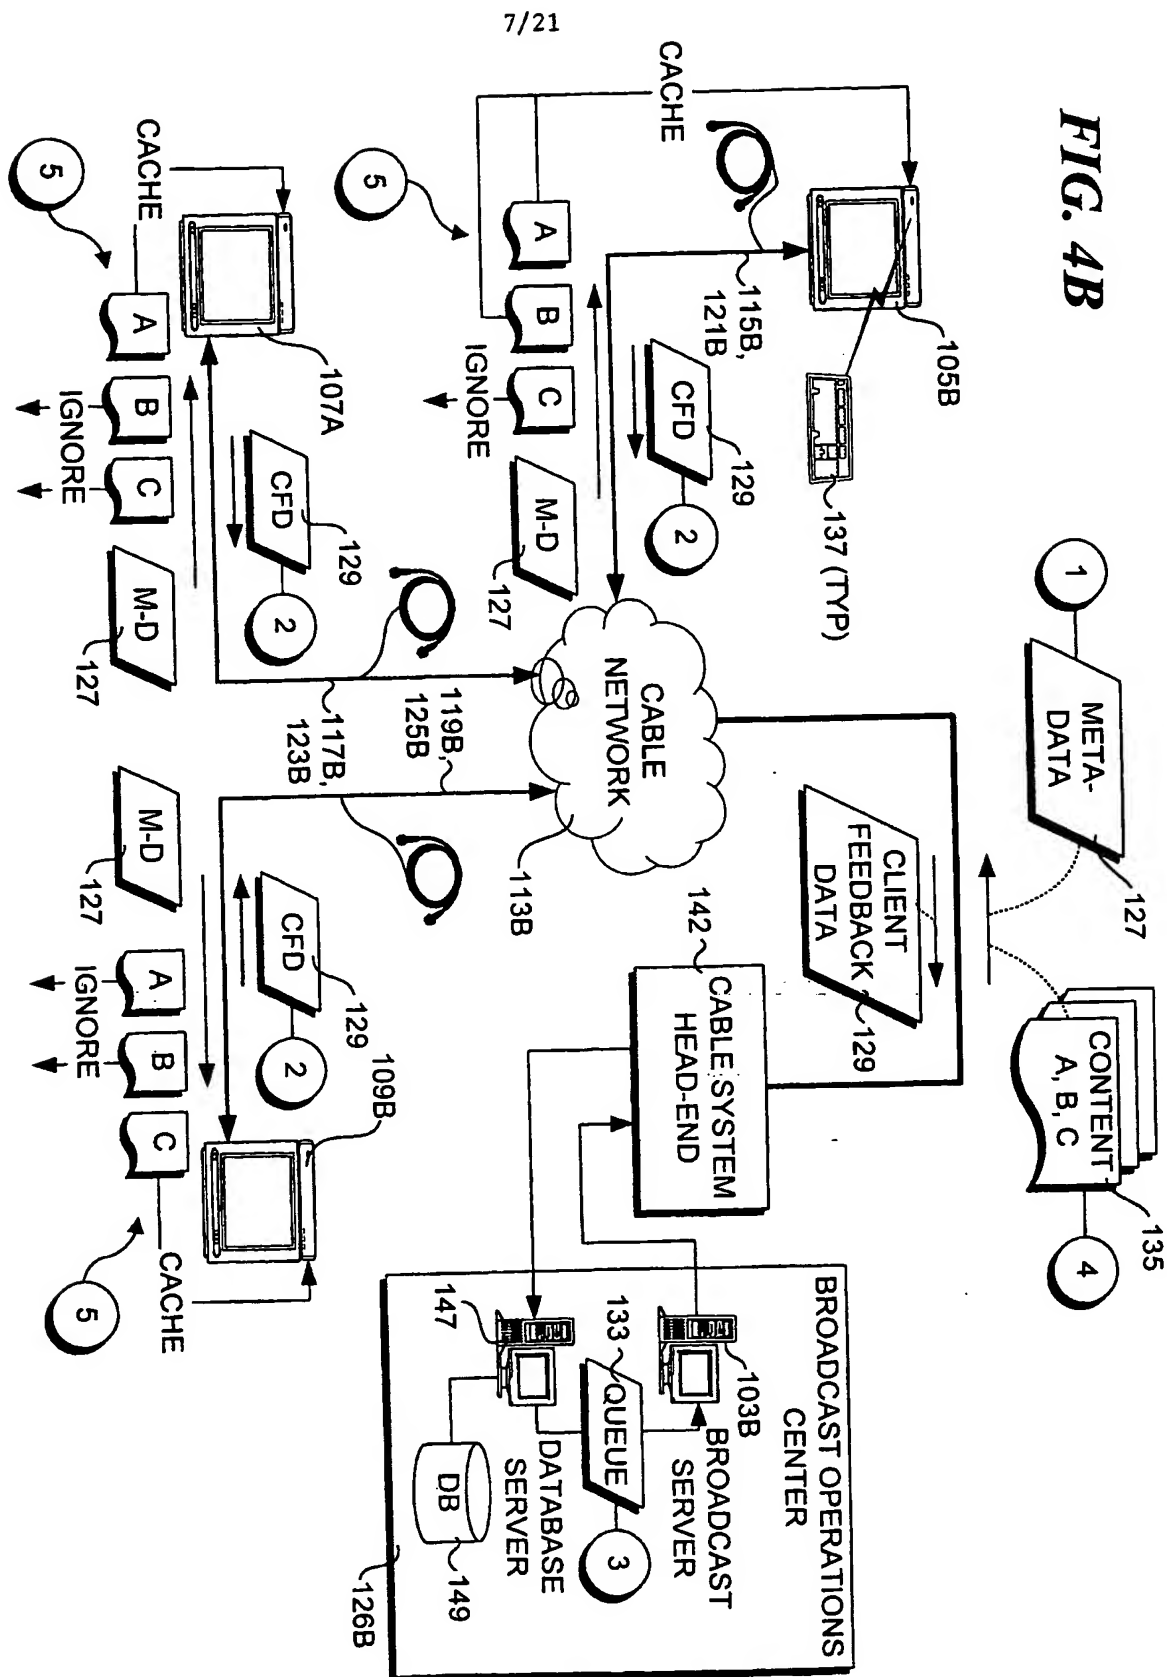 7/21
FIG. 4B
1
META-
DATA
127
CONTENT
A, B, C
135
4
CLIENT
FEEDBACK
DATA
129
105B
137 (TYP)
115B,
121B
CFD
129
2
CACHE
A
B
C
IGNORE
M-D
127
5
CABLE
NETWORK
113B
142
CABLE SYSTEM
HEAD-END
BROADCAST OPERATIONS
CENTER
103B
BROADCAST
SERVER
133
QUEUE
3
147
DATABASE
SERVER
DB
149
126B
CACHE
5
107A
A
B
C
IGNORE
M-D
127
CFD
129
2
117B,
123B
119B,
125B
M-D
127
CFD
129
2
109B
A
B
C
IGNORE
CACHE
5